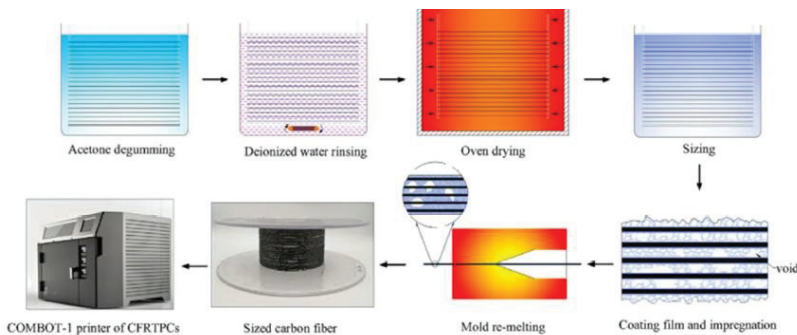 Acetone degumming
Deionized water rinsing
Oven drying
Sizing
void
COMBOT-1 printer of CFRTPCs
Sized carbon fiber
Mold re-melting
Coating film and impregnation